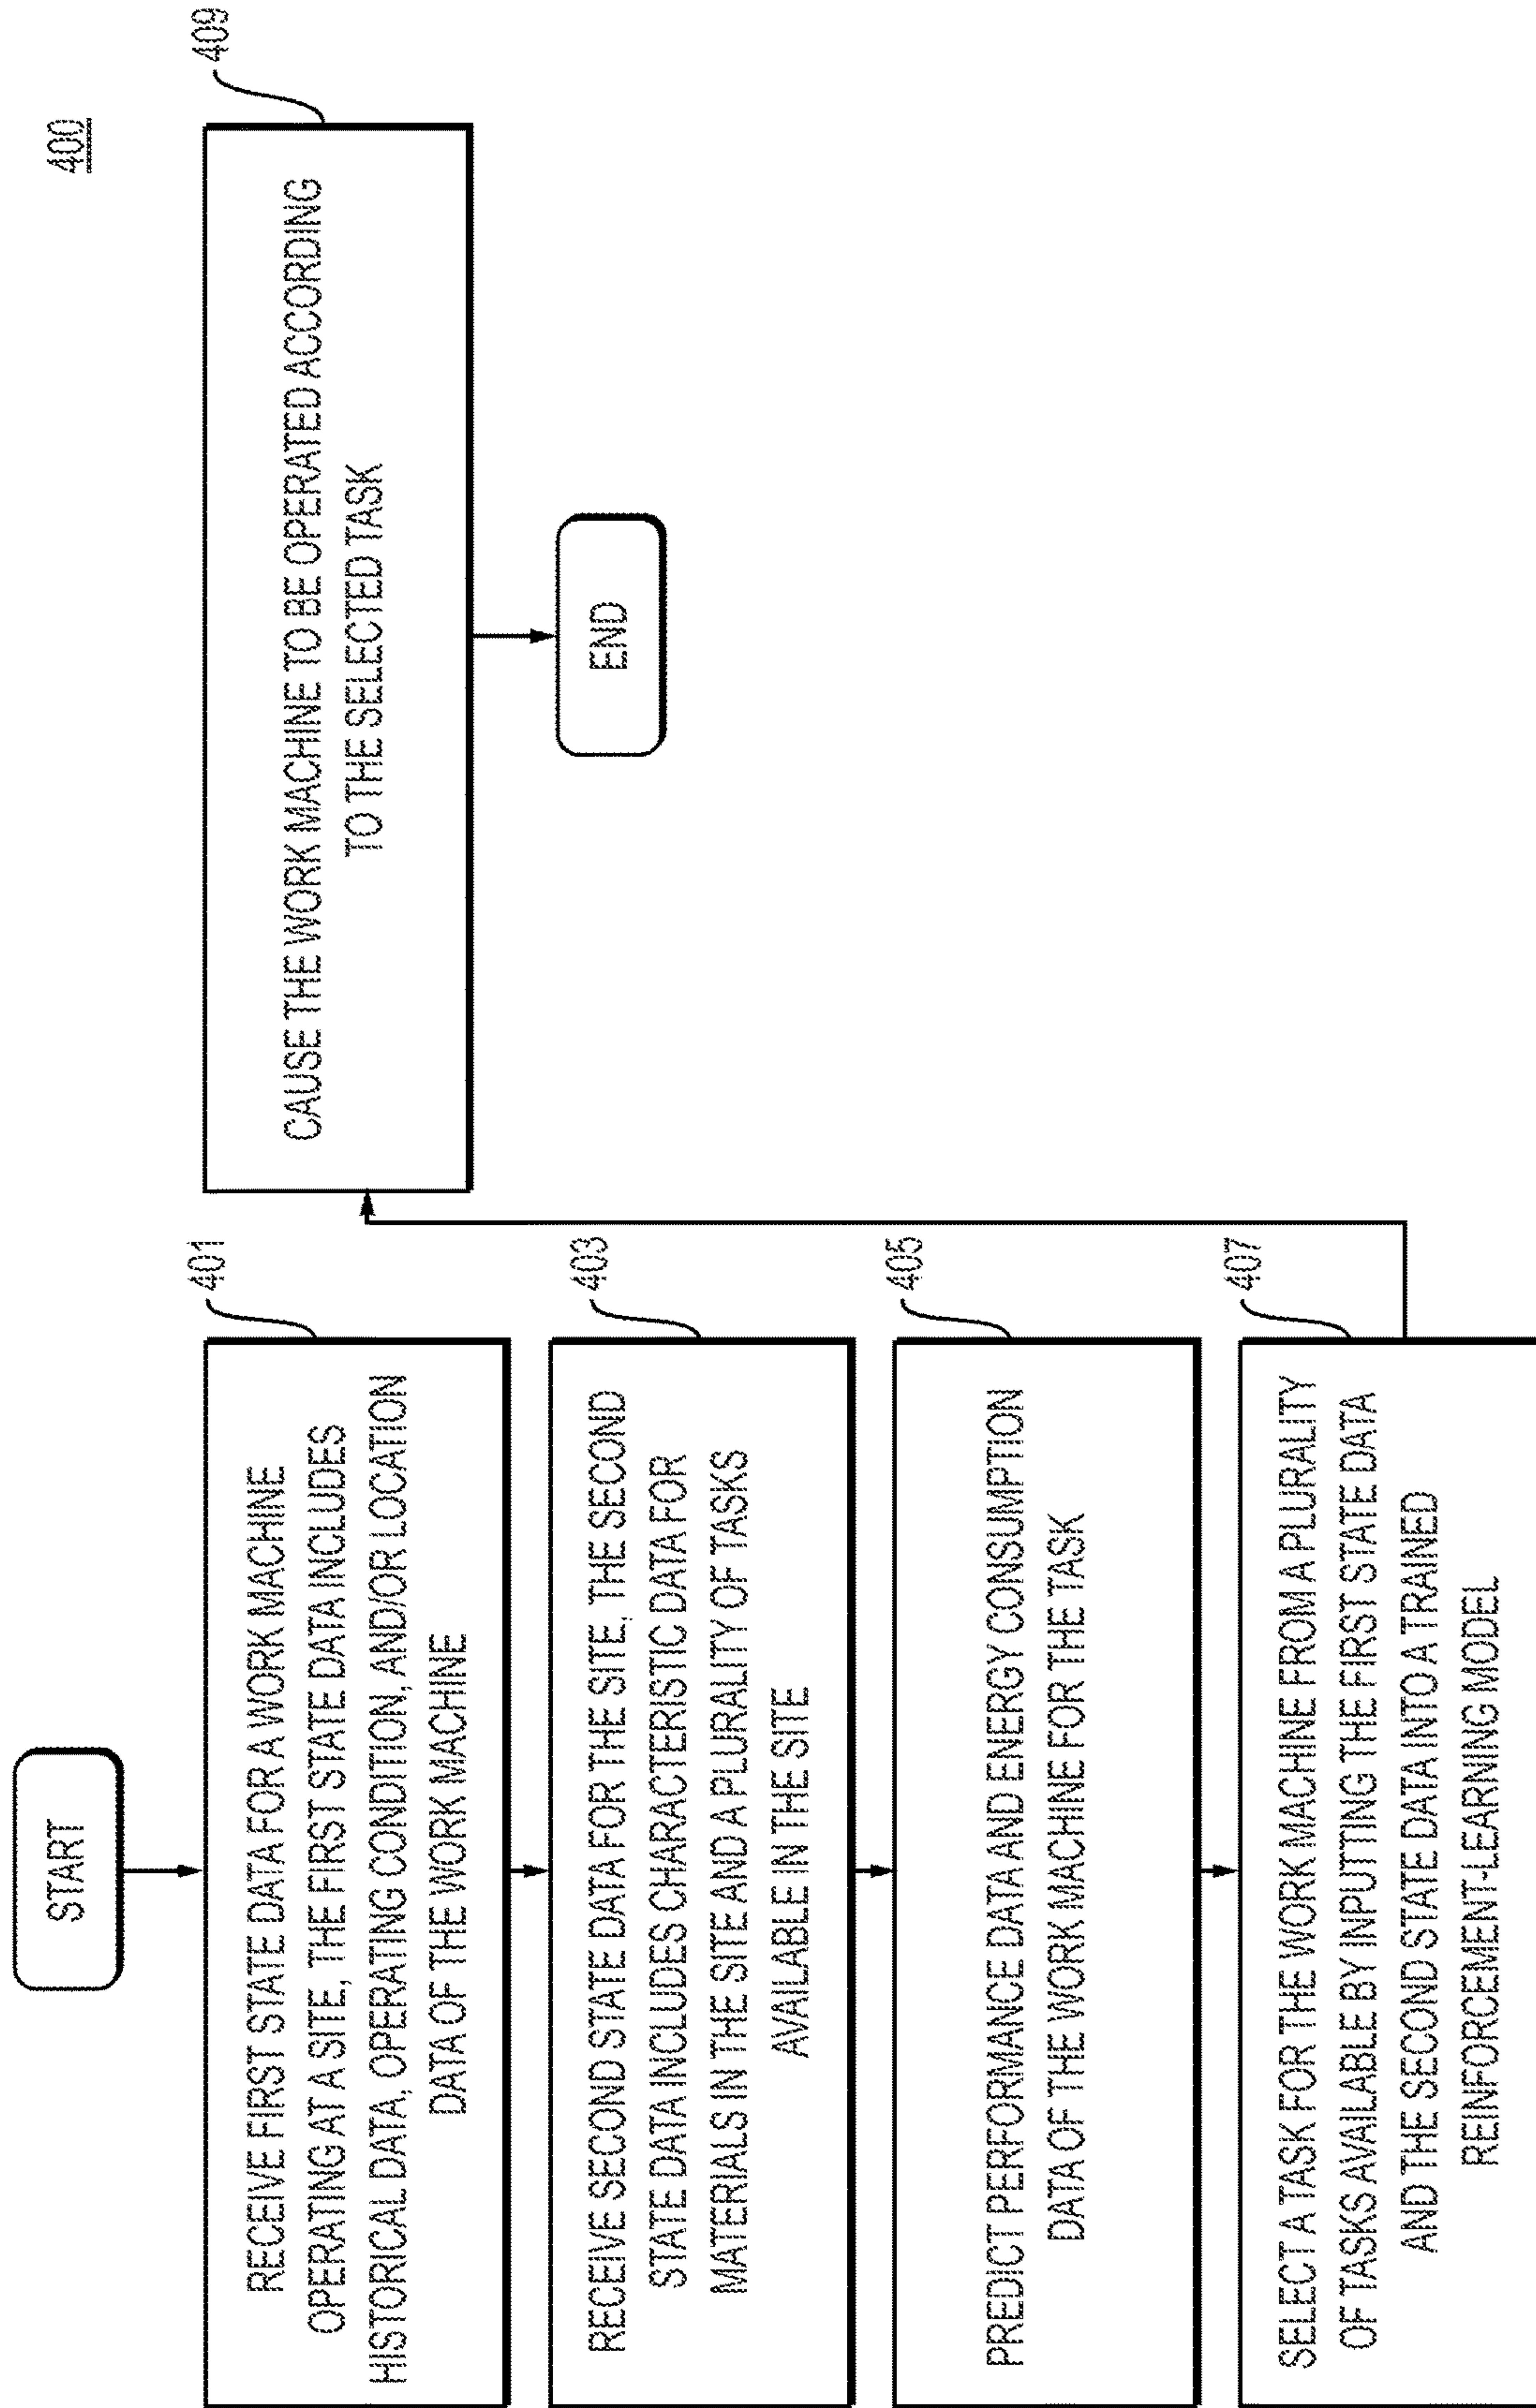 400
START
401
RECEIVE FIRST STATE DATA FOR A WORK MACHINE
OPERATING AT A SITE, THE FIRST STATE DATA INCLUDES
HISTORICAL DATA, OPERATING CONDITION, AND/OR LOCATION
DATA OF THE WORK MACHINE
403
RECEIVE SECOND STATE DATA FOR THE SITE, THE SECOND
STATE DATA INCLUDES CHARACTERISTIC DATA FOR
MATERIALS IN THE SITE AND A PLURALITY OF TASKS
AVAILABLE IN THE SITE
405
PREDICT PERFORMANCE DATA AND ENERGY CONSUMPTION
DATA OF THE WORK MACHINE FOR THE TASK
407
SELECT A TASK FOR THE WORK MACHINE FROM A PLURALITY
OF TASKS AVAILABLE BY INPUTTING THE FIRST STATE DATA
AND THE SECOND STATE DATA INTO A TRAINED
REINFORCEMENT-LEARNING MODEL
409
CAUSE THE WORK MACHINE TO BE OPERATED ACCORDING
TO THE SELECTED TASK
END